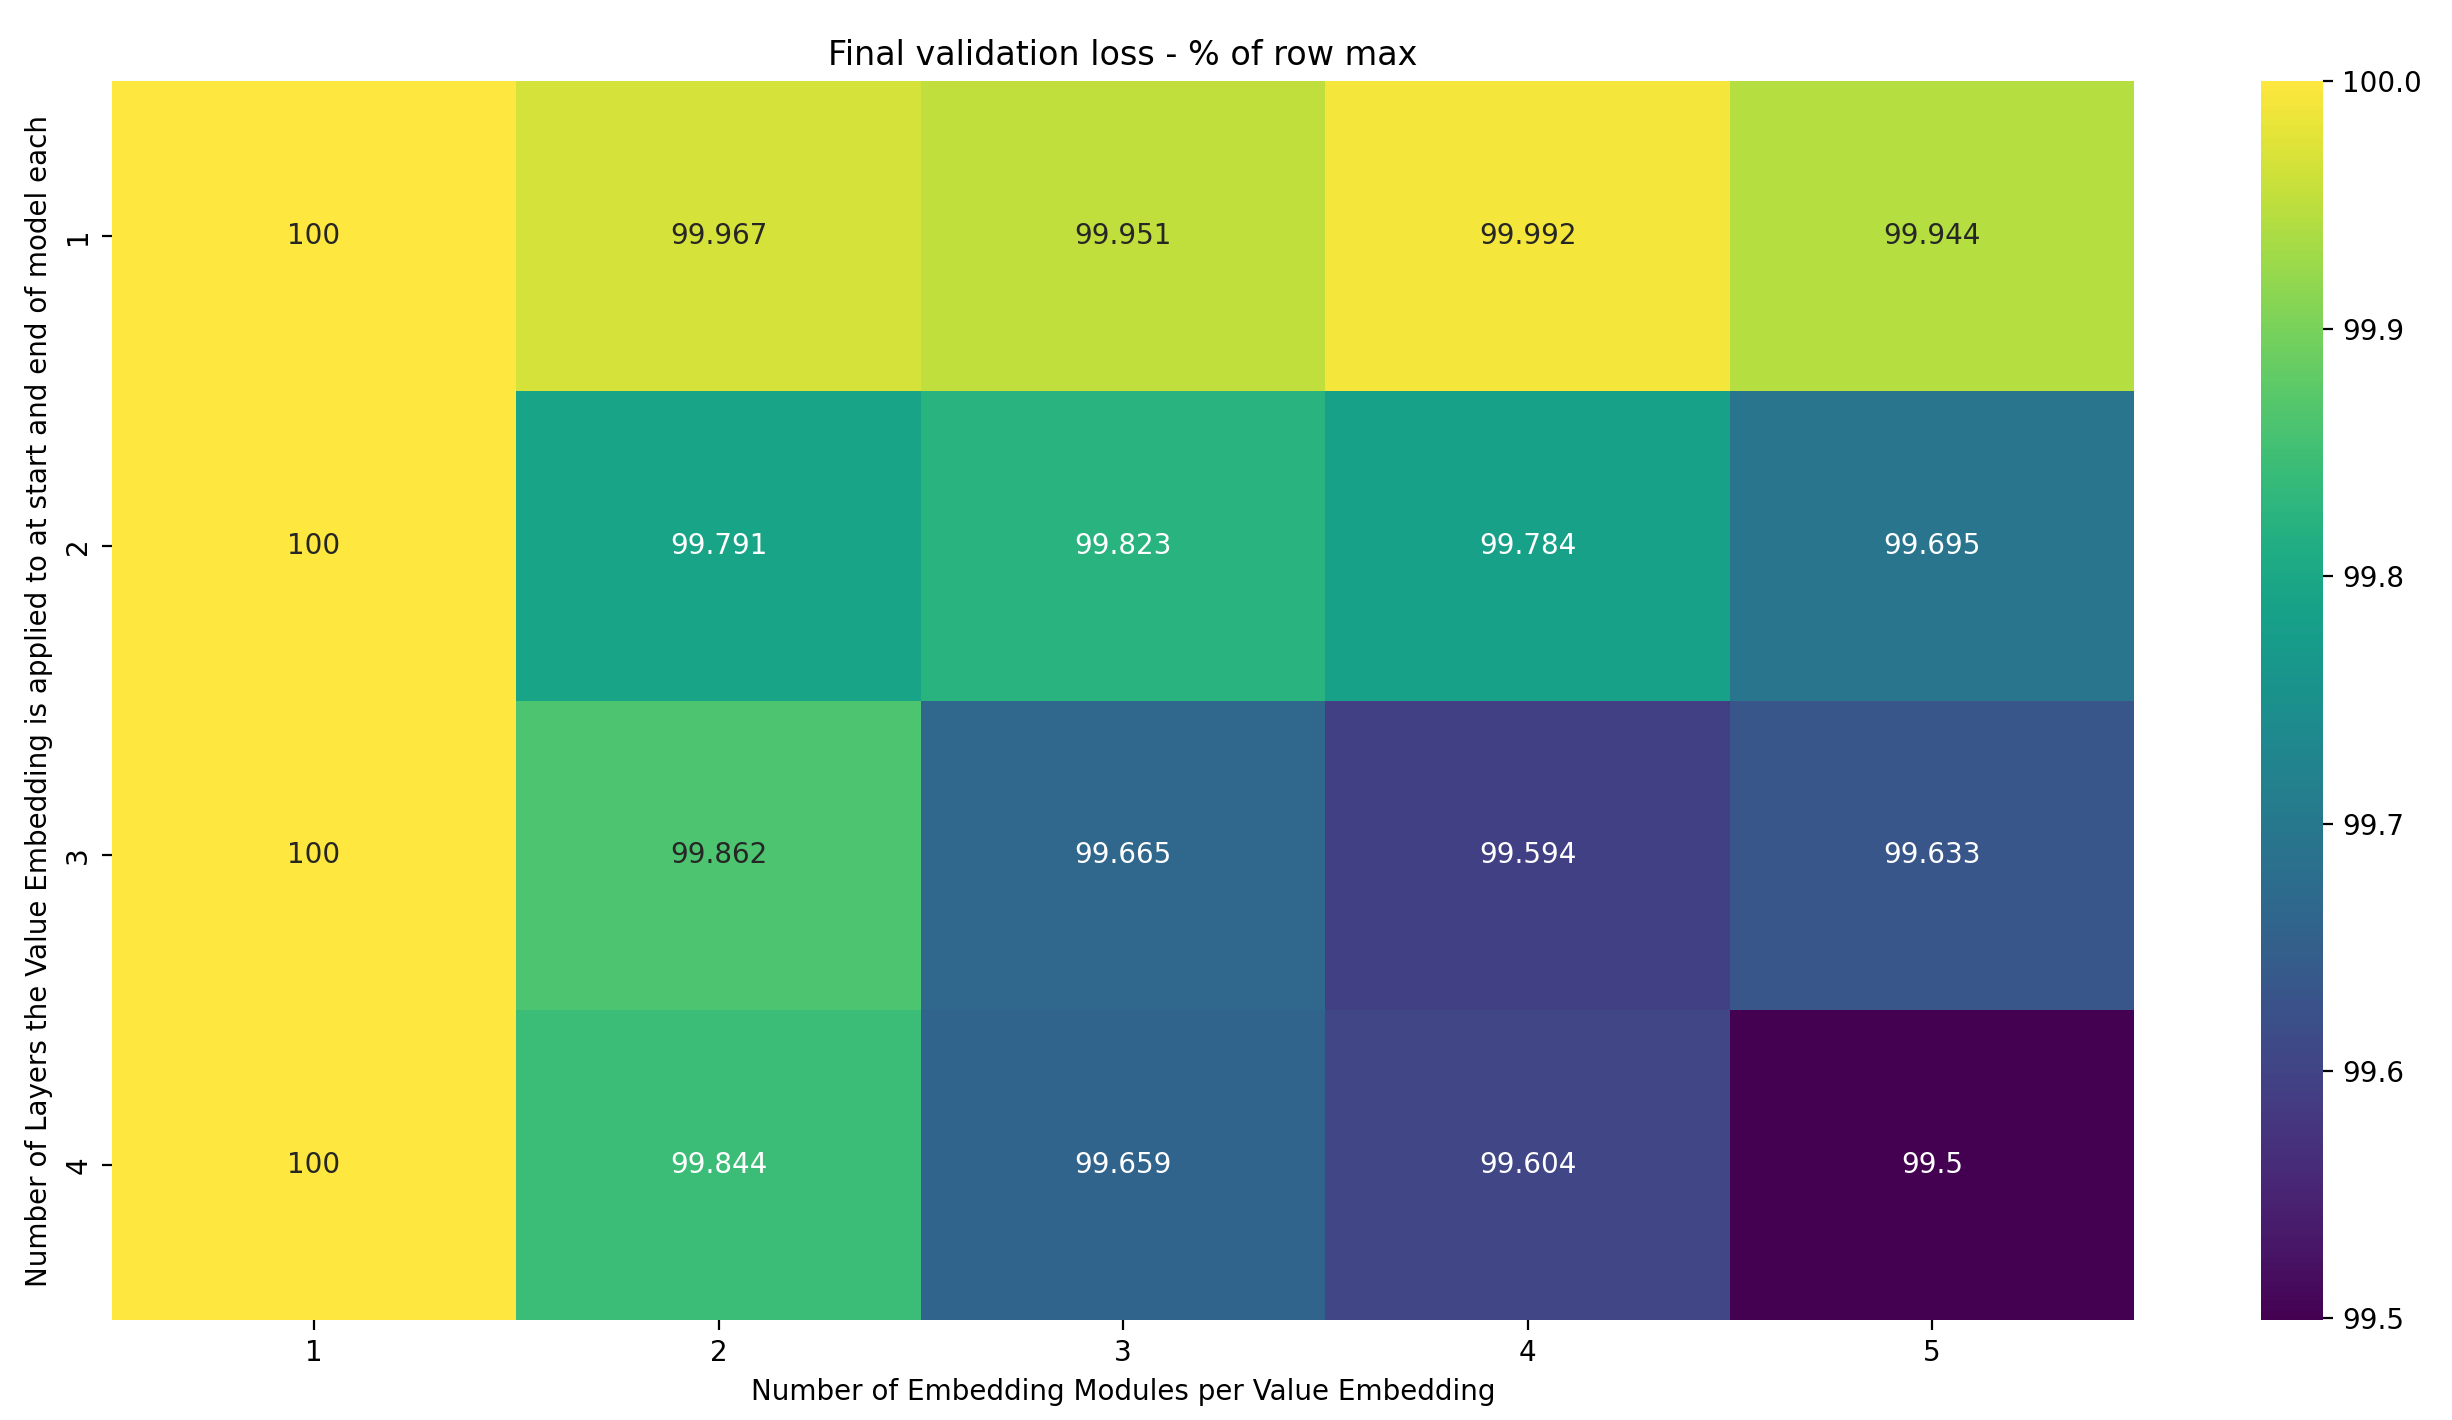 Final validation loss - % of row max
Number of Layers the Value Embedding is applied to at start and end of model each
1 100 99.967 99.951 99.992 99.944
2 100 99.791 99.823 99.784 99.695
3 100 99.862 99.665 99.594 99.633
4 100 99.844 99.659 99.604 99.5
1 2 3 4 5
Number of Embedding Modules per Value Embedding
100.0
99.9
99.8
99.7
99.6
99.5